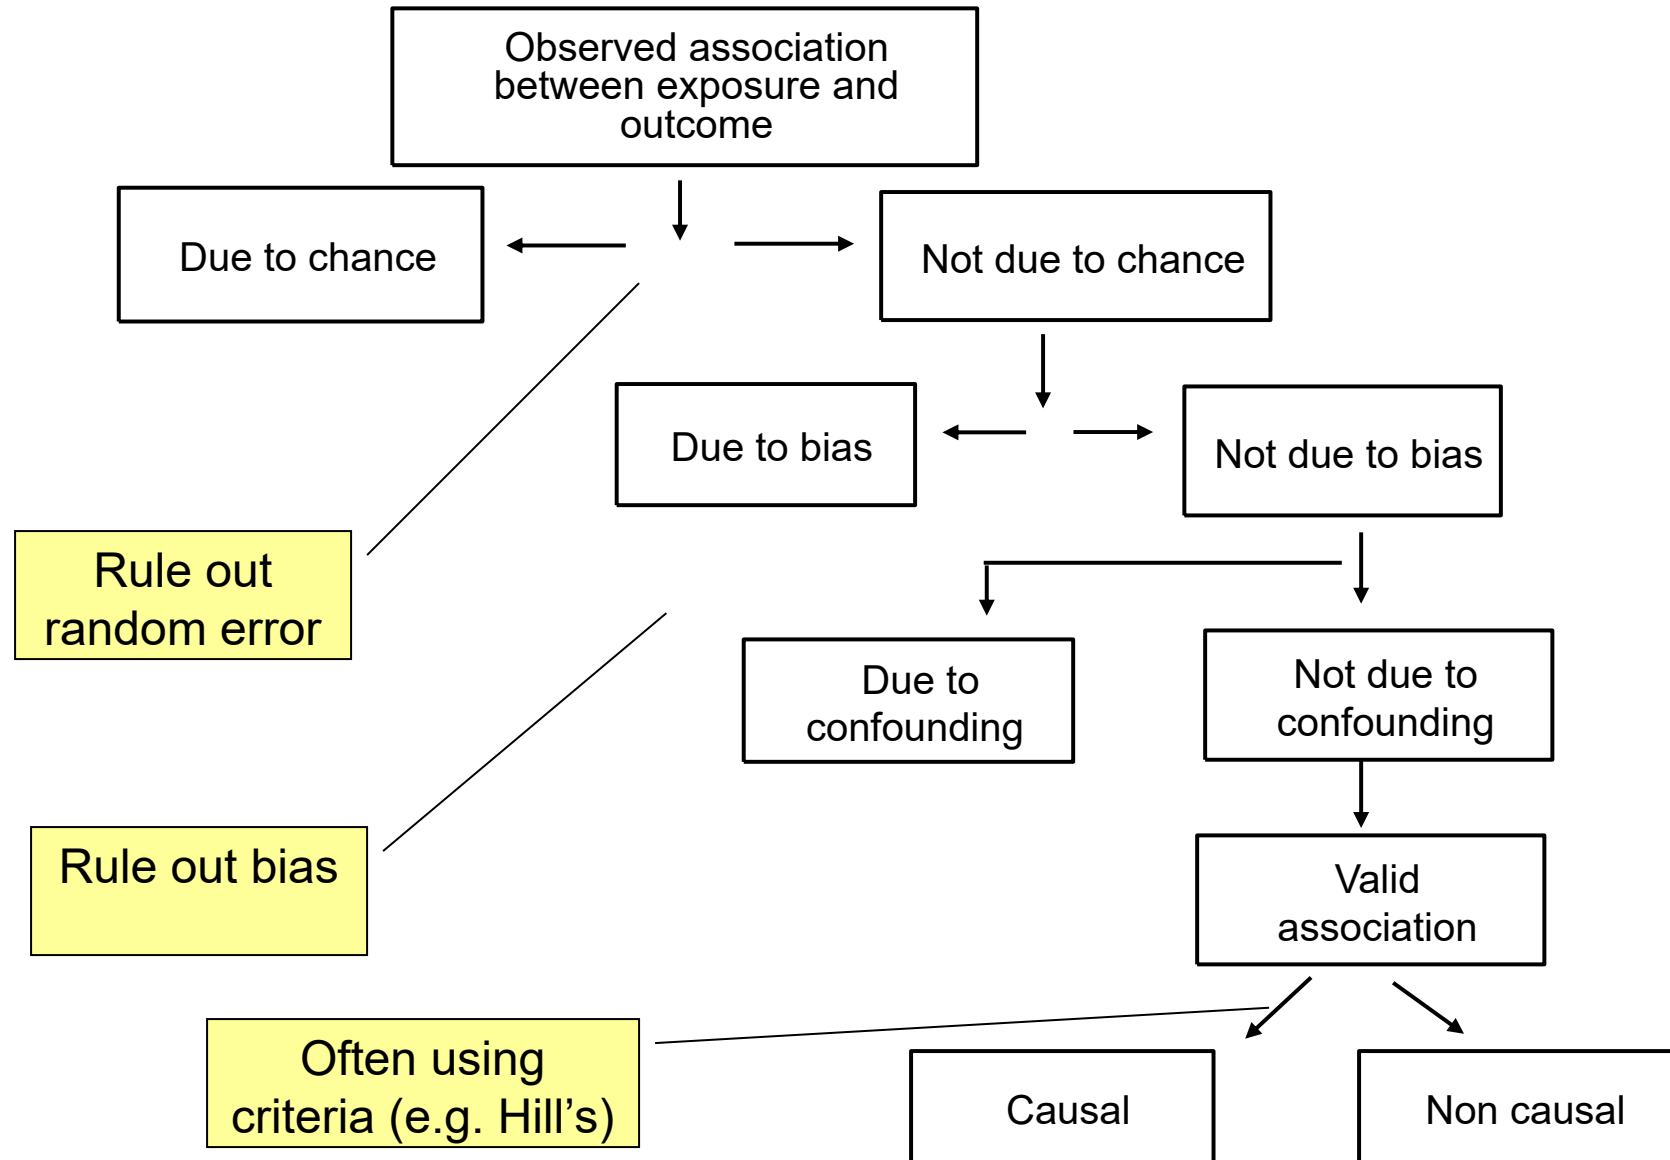 Observed association
between exposure and
outcome
Due to chance
Not due to chance
Due to bias
Not due to bias
Rule out
random error
Due to
confounding
Not due to
confounding
Rule out bias
Valid
association
Often using
criteria (e.g. Hill’s)
Causal
Non causal